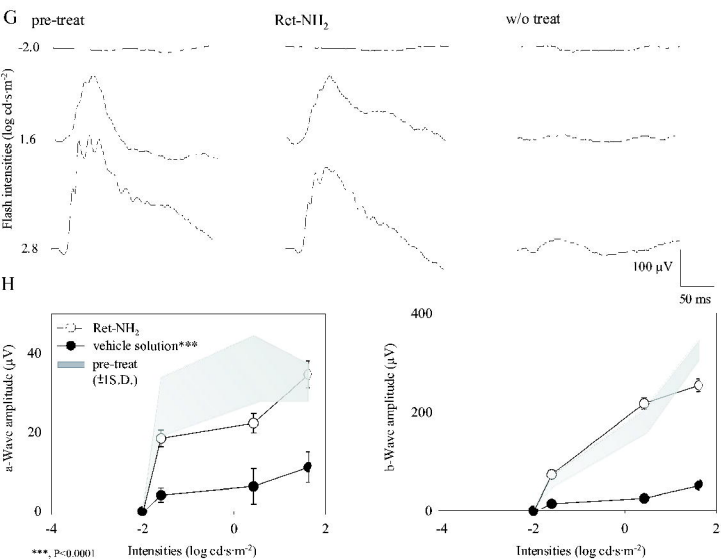 G pre-treat Ret-NH2 w/o treat
-2.0
1.6
2.8
Flash intensities (log cd·s·m-2)
100 μV
50 ms
H
Ret-NH2
vehicle solution***
pre-treat
(±1S.D.)
40
20
0
a-Wave amplitude (μV)
-4 -2 0 2
Intensities (log cd·s·m-2)
***, P<0.0001
400
200
0
b-Wave amplitude (μV)
-4 -2 0 2
Intensities (log cd·s·m-2)